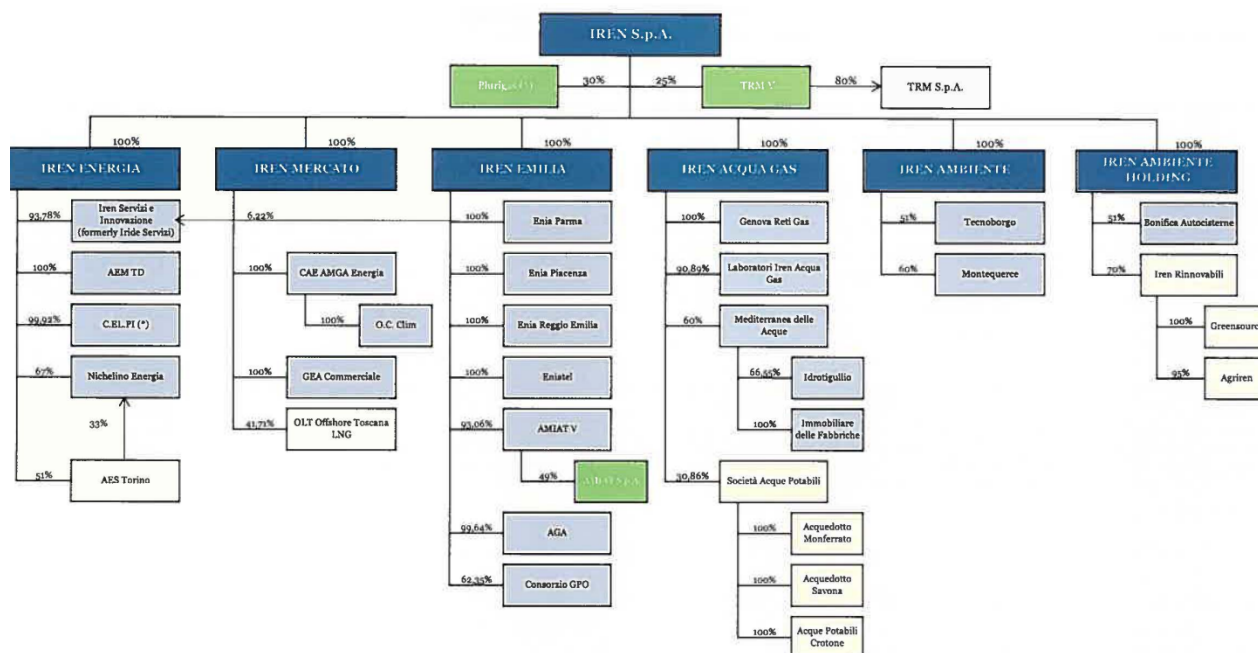 IREN S.p.A.
30%
25%
TRM V
80%
TRM S.p.A.
100%
100%
100%
100%
100%
100%
IREN ENERGIA
IREN MERCATO
IREN EMILIA
IREN ACQUA GAS
IREN AMBIENTE
IREN AMBIENTE
HOLDING
93,78%
Iren Servizi e
Innovazione
(formerly Iride Servizi)
6,22%
100%
AEM TD
99,92%
C.EL.PI (*)
67%
Nichelino Energia
33%
51%
AES Torino
100%
CAE AMGA Energia
100%
O.C. Clim
100%
GEA Commerciale
41,71%
OLT Offshore Toscana
LNG
100%
Enia Parma
100%
Enia Piacenza
100%
Enia Reggio Emilia
100%
Eniatel
93,06%
AMIAT V
49%
99,64%
AGA
62,35%
Consorzio GPO
100%
Genova Reti Gas
90,89%
Laboratori Iren Acqua
Gas
60%
Mediterranea delle
Acque
66,55%
Idrotigullio
100%
Immobiliare
delle Fabbriche
30,86%
Società Acque Potabili
100%
Acquedotto
Monferrato
100%
Acquedotto
Savona
100%
Acque Potabili
Crotone
51%
Tecnoborgo
60%
Montequerce
51%
Bonifica Autocisterne
70%
Iren Rinnovabili
100%
Greensourc
95%
Agriren